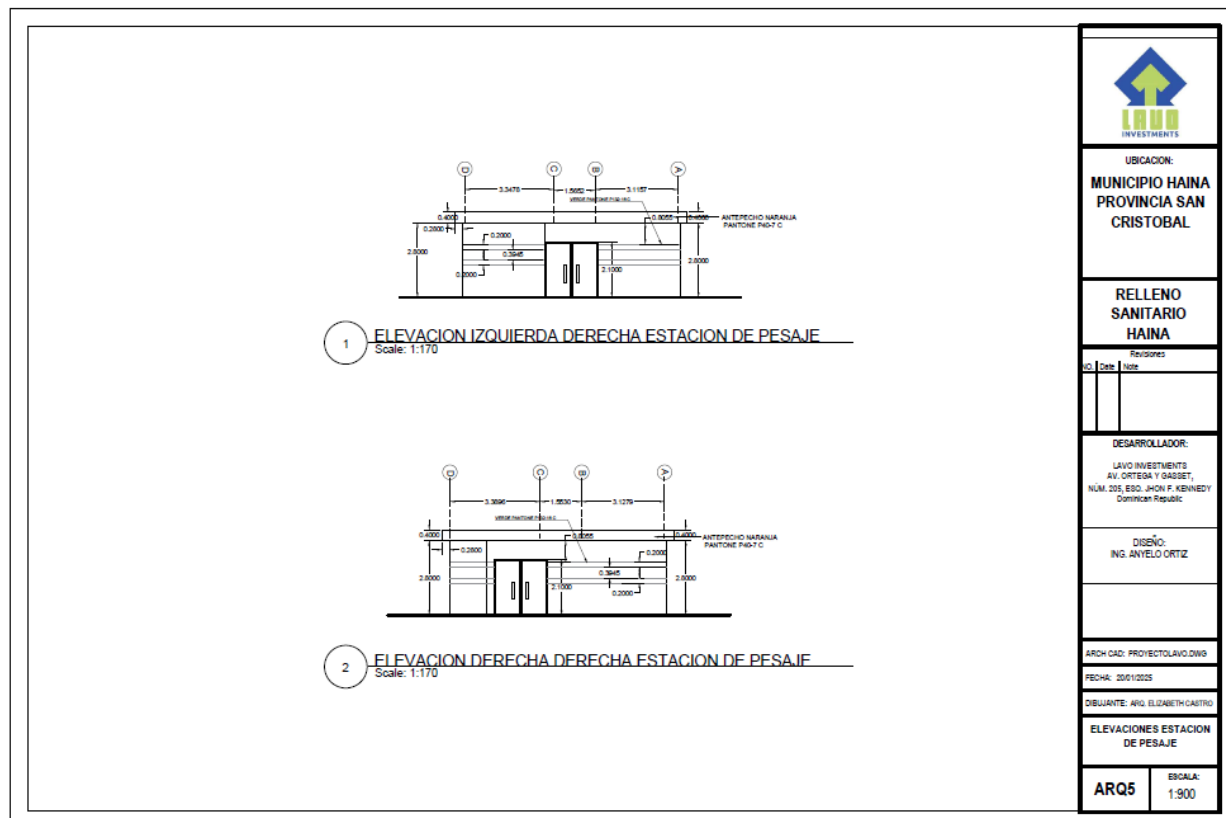 D C B A
3.3478 1.5652 3.1157
0.4000 0.8055 0.4000
ANTEPECHO NARANJA
PANTONE P40-7 C
0.2800
0.2000
0.3945
2.8000 2.8000
0.2000 2.1000
1
ELEVACION IZQUIERDA DERECHA ESTACION DE PESAJE
Scale: 1:170
D C B A
3.3696 1.5530 3.1279
0.4000 0.8055 0.4000
ANTEPECHO NARANJA
PANTONE P40-7 C
0.2800 0.2000
0.3945
2.8000 2.8000
2.1000 0.2000
2
ELEVACION DERECHA DERECHA ESTACION DE PESAJE
Scale: 1:170
LAVO
INVESTMENTS
UBICACION:
MUNICIPIO HAINA
PROVINCIA SAN
CRISTOBAL
RELLENO
SANITARIO
HAINA
Revisiones
NO. Date Note
DESARROLLADOR:
LAVO INVESTMENTS
AV. ORTEGA Y GASSET,
NÚM. 205, ESQ. JHON F. KENNEDY
Dominican Republic
DISEÑO:
ING. ANYELO ORTIZ
ARCH CAD: PROYECTOLAVO.DWG
FECHA: 20/01/2025
DIBUJANTE: ARQ. ELIZABETH CASTRO
ELEVACIONES ESTACION
DE PESAJE
ARQ5
ESCALA:
1:900